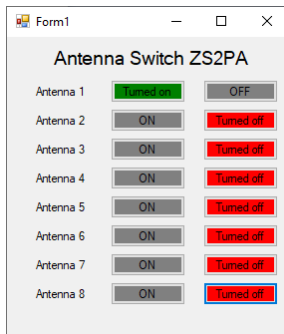 Form1
Antenna Switch ZS2PA
Antenna 1 Turned on OFF
Antenna 2 ON Turned off
Antenna 3 ON Turned off
Antenna 4 ON Turned off
Antenna 5 ON Turned off
Antenna 6 ON Turned off
Antenna 7 ON Turned off
Antenna 8 ON Turned off